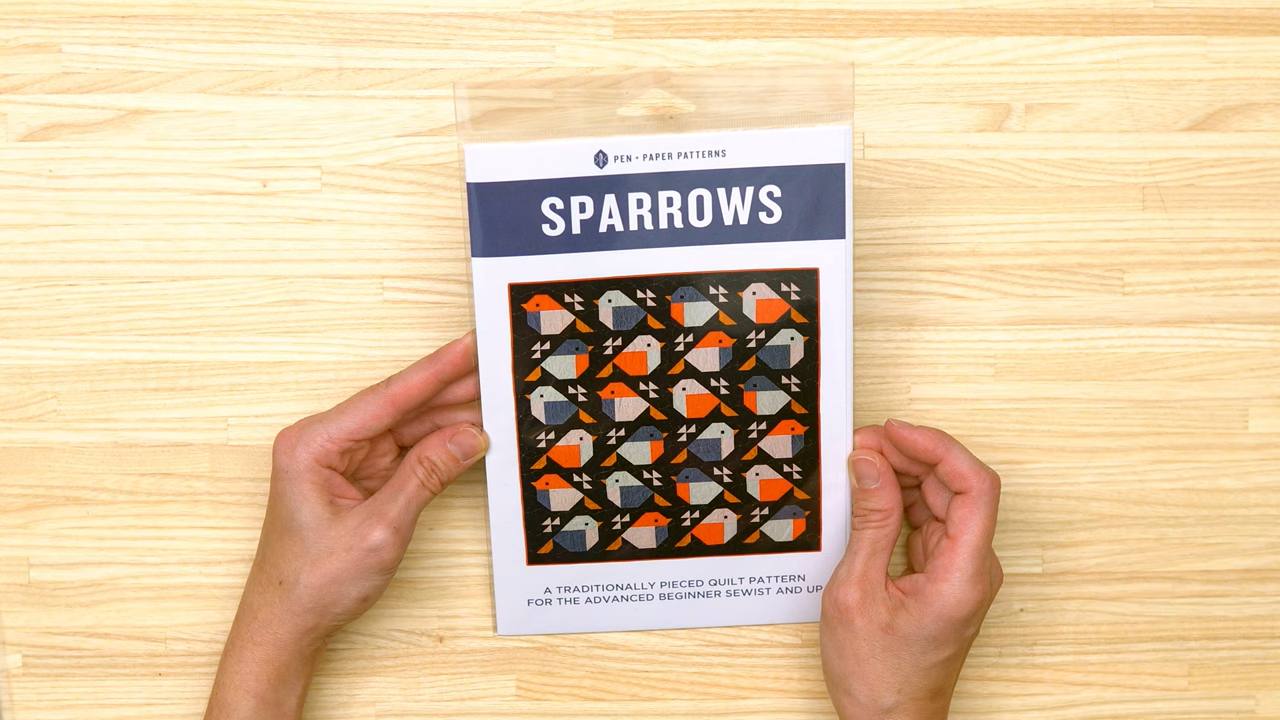 PEN + PAPER PATTERNS
SPARROWS
A TRADITIONALLY PIECED QUILT PATTERN
FOR THE ADVANCED BEGINNER SEWIST AND UP